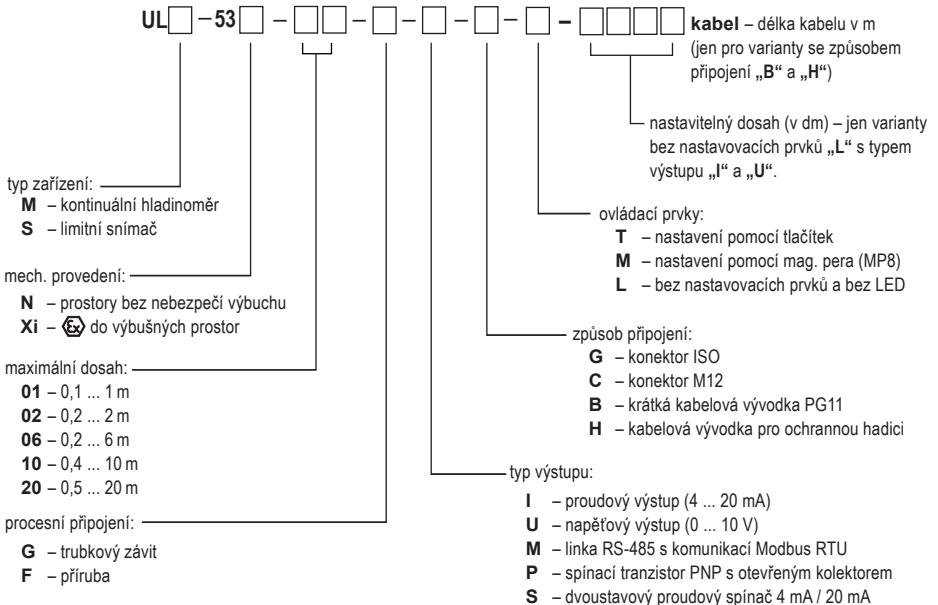 UL□ – 53□ – □□ – □ – □ – □ – □ – □□□□ kabel – délka kabelu v m
(jen pro varianty se způsobem
připojení „B“ a „H“)
nastavitelný dosah (v dm) – jen varianty
bez nastavovacích prvků „L“ s typem
výstupu „I“ a „U“.
typ zařízení:
M – kontinuální hladinoměr
S – limitní snímač
mech. provedení:
N – prostory bez nebezpečí výbuchu
Xi – Ex do výbušných prostor
maximální dosah:
01 – 0,1 ... 1 m
02 – 0,2 ... 2 m
06 – 0,2 ... 6 m
10 – 0,4 ... 10 m
20 – 0,5 ... 20 m
procesní připojení:
G – trubkový závit
F – příruba
ovládací prvky:
T – nastavení pomocí tlačítek
M – nastavení pomocí mag. pera (MP8)
L – bez nastavovacích prvků a bez LED
způsob připojení:
G – konektor ISO
C – konektor M12
B – krátká kabelová vývodka PG11
H – kabelová vývodka pro ochrannou hadici
typ výstupu:
I – proudový výstup (4 ... 20 mA)
U – napěťový výstup (0 ... 10 V)
M – linka RS-485 s komunikací Modbus RTU
P – spínací tranzistor PNP s otevřeným kolektorem
S – dvoustavový proudový spínač 4 mA / 20 mA